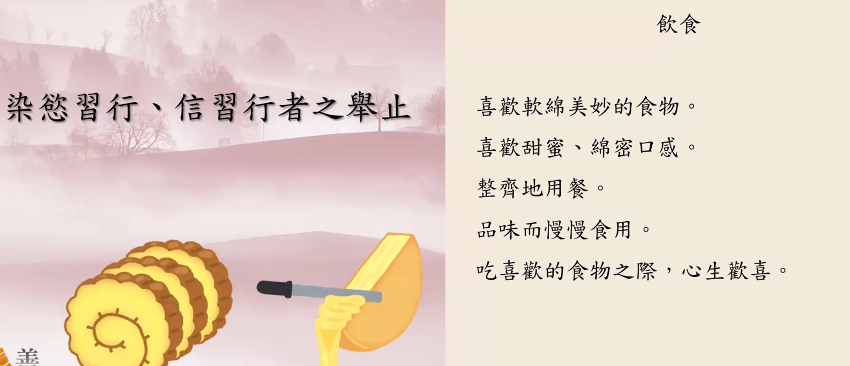 染慾習行、信習行者之舉止
善
飲食
喜歡軟綿美妙的食物。
喜歡甜蜜、綿密口感。
整齊地用餐。
品味而慢慢食用。
吃喜歡的食物之際，心生歡喜。